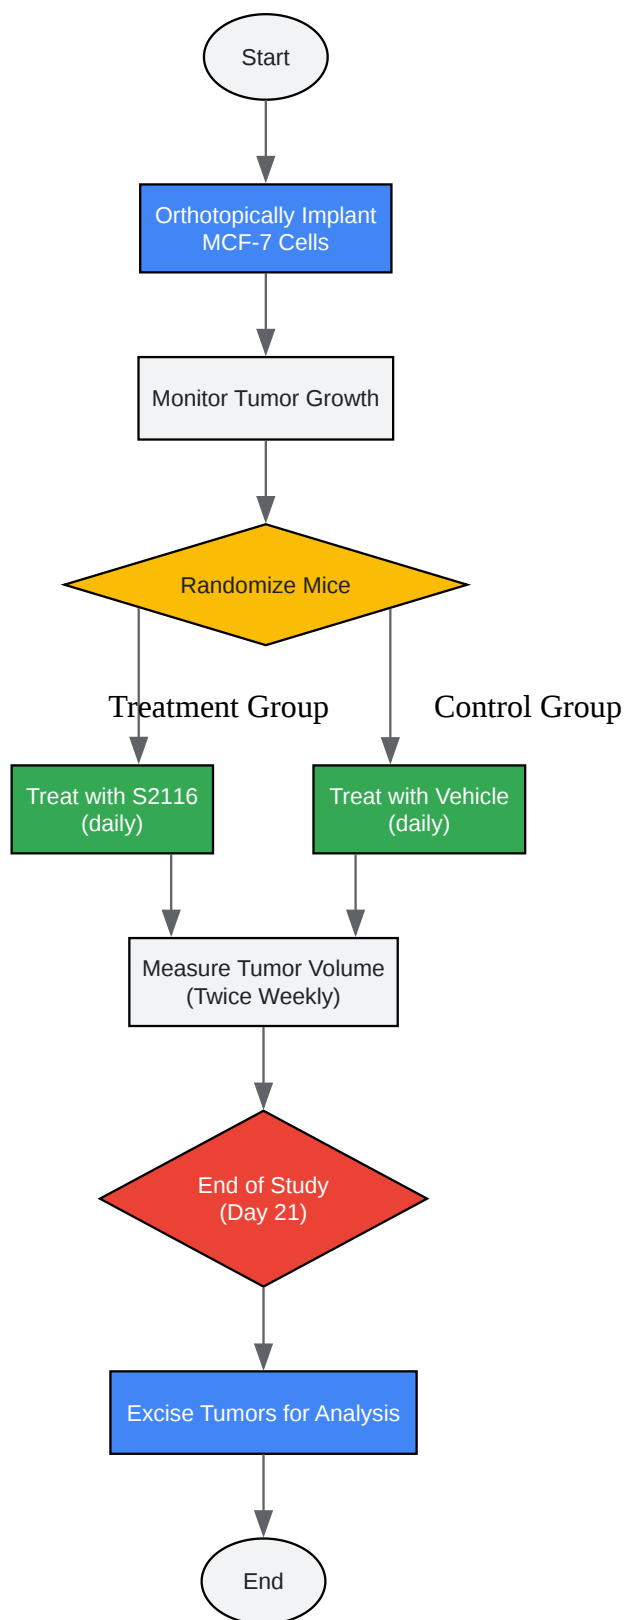 Start
Orthotopically Implant
MCF-7 Cells
Monitor Tumor Growth
Randomize Mice
Treatment Group
Control Group
Treat with S2116
(daily)
Treat with Vehicle
(daily)
Measure Tumor Volume
(Twice Weekly)
End of Study
(Day 21)
Excise Tumors for Analysis
End